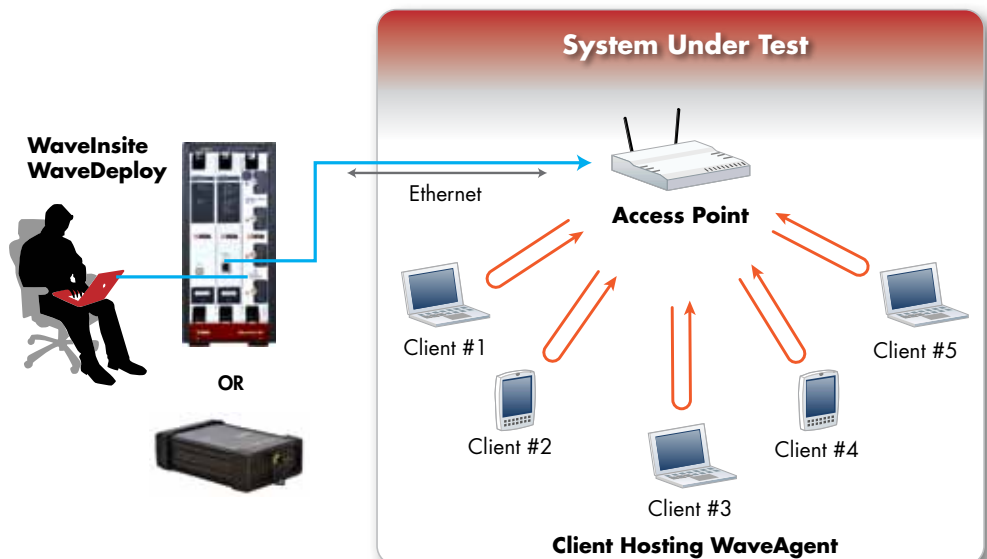 System Under Test
WaveInsite
WaveDeploy
Ethernet
Access Point
Client #1
Client #5
OR
Client #2
Client #4
Client #3
Client Hosting WaveAgent